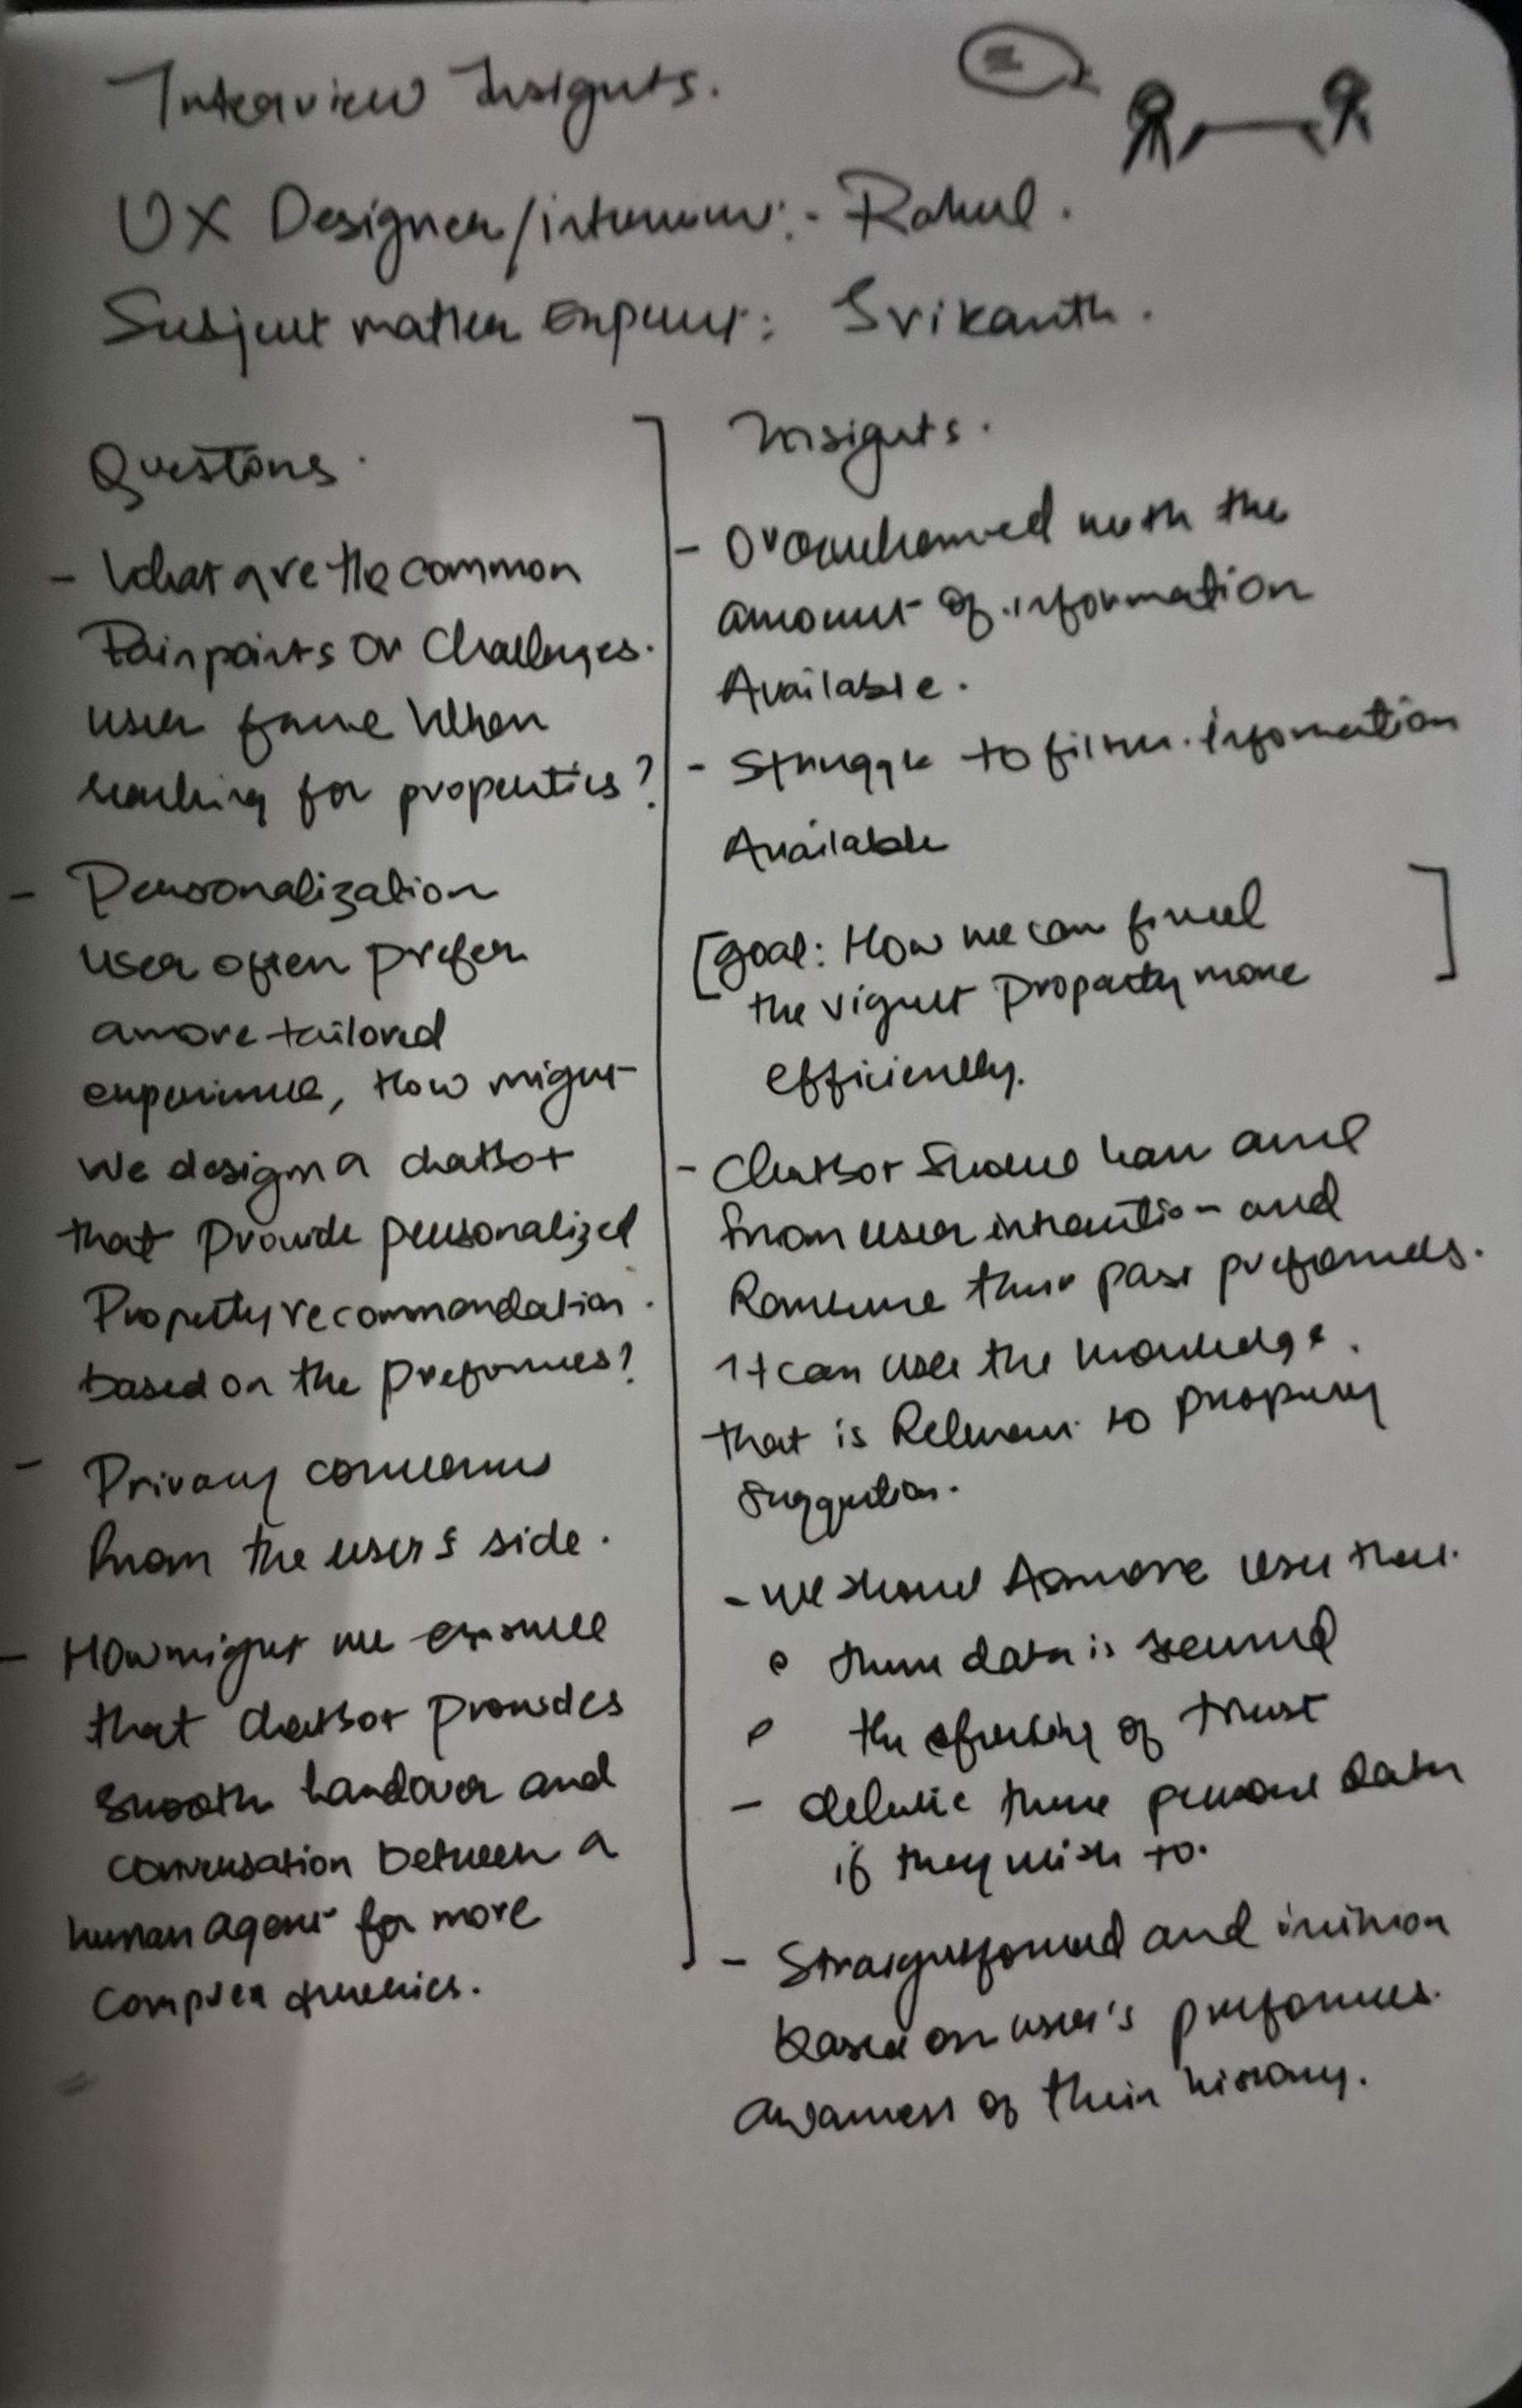 Interview Insights.
UX Designer/interviewer:- Rahul.
Subject matter Expert: Srikanth.
Questions.
- What are the common
Painpoints or Challenges.
user face When
searching for properties?
- Personalization
user often prefer
a more tailored
experience, How might
we design a chatbot
that provide personalized
Property recommendation.
based on the preferences?
- Privacy concerns
from the users side.
- How might we ensure
that chatbot provides
smooth handover and
conversation between a
human agent for more
complex queries.
Insights.
- Overwhelmed with the
amount of information
Available.
- Struggle to filter information
Available
[goal: How we can find ]
the right property more
efficiently.
- Chatbot should learn and
from user interaction and
Remember their past preferences.
It can use the knowledge.
that is Relevant to property
suggestion.
- We should Assure user that.
• there data is secured
• the of trust
- delete there personal data
if they wish to.
- Straightforward and intuition
based on user's preferences.
awareness of their history.